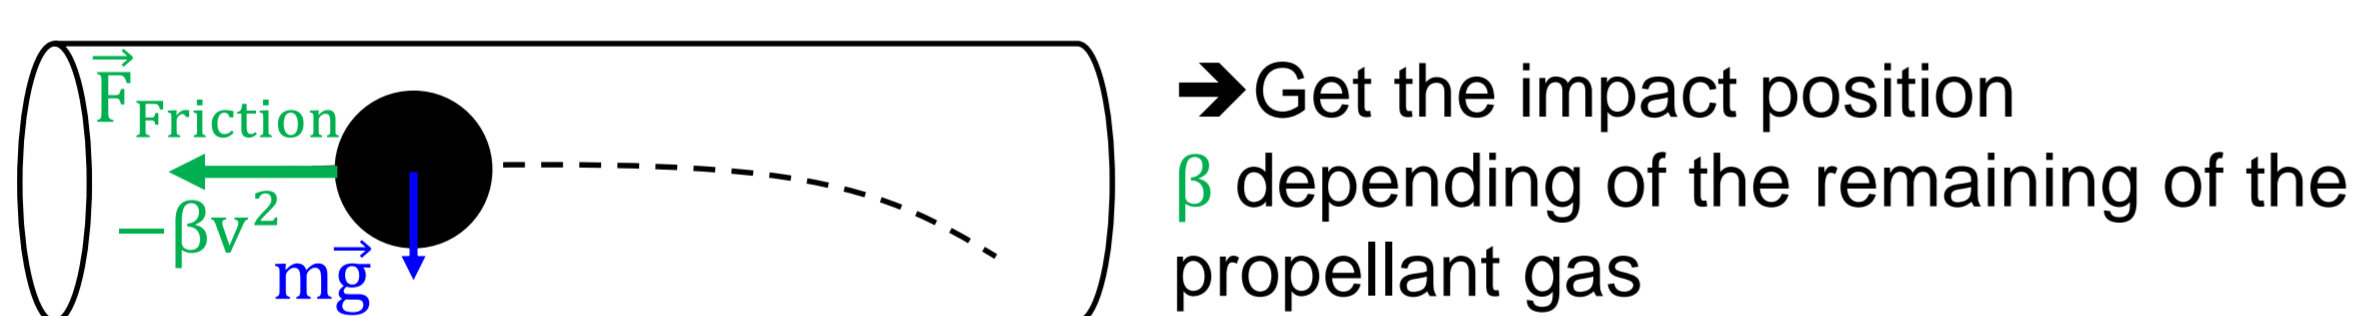 F⃗Friction
−βv²
mg⃗
➔Get the impact position
β depending of the remaining of the
propellant gas